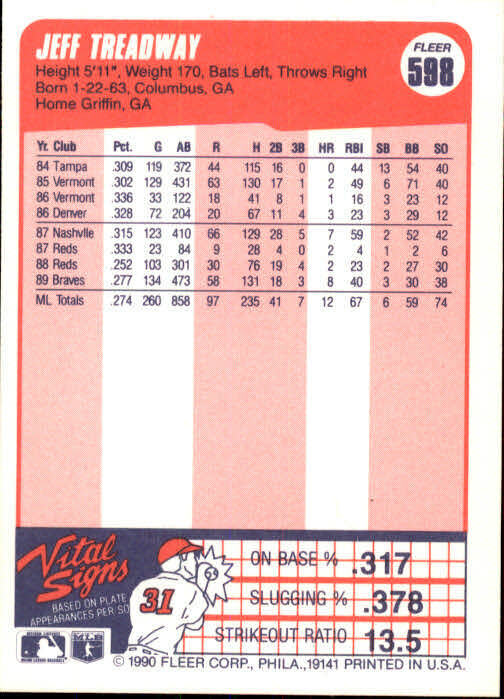 JEFF TREADWAY
FLEER
598
Height 5'11", Weight 170, Bats Left, Throws Right
Born 1-22-63, Columbus, GA
Home Griffin, GA
Yr. Club Pct. G AB R H 2B 3B HR RBI SB BB SO
84 Tampa .309 119 372 44 115 16 0 0 44 13 54 40
85 Vermont .302 129 431 63 130 17 1 2 49 6 71 40
86 Vermont .336 33 122 18 41 8 1 1 16 3 23 12
86 Denver .328 72 204 20 67 11 4 3 23 3 29 12
87 Nashvlle .315 123 410 66 129 28 5 7 59 2 52 42
87 Reds .333 23 84 9 28 4 0 2 4 1 2 6
88 Reds .252 103 301 30 76 19 4 2 23 2 27 30
89 Braves .277 134 473 58 131 18 3 8 40 3 30 38
ML Totals .274 260 858 97 235 41 7 12 67 6 59 74
Vital
Signs
BASED ON PLATE
APPEARANCES PER SO
31
ON BASE % .317
SLUGGING % .378
STRIKEOUT RATIO 13.5
MLB
© 1990 FLEER CORP., PHILA., 19141 PRINTED IN U.S.A.